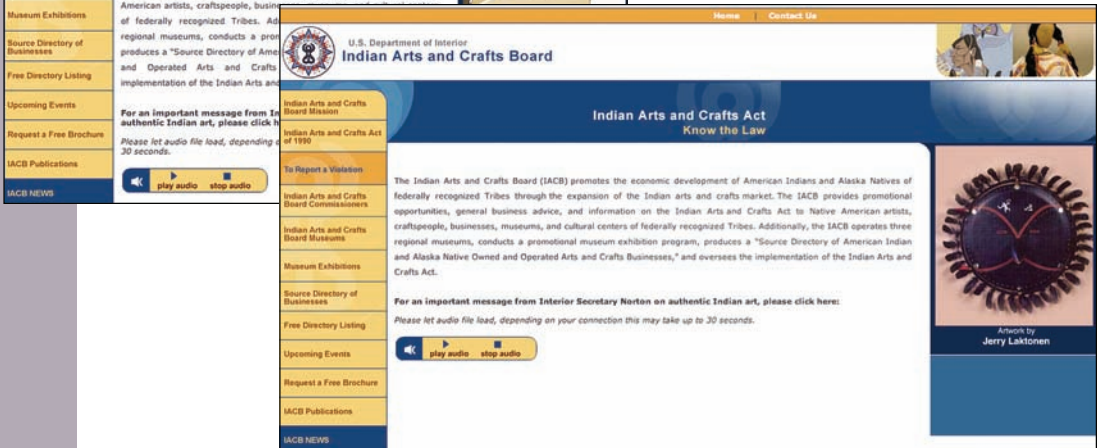 Museum Exhibitions
Source Directory of
Businesses
Free Directory Listing
Upcoming Events
Request a Free Brochure
IACB Publications
IACB NEWS
American artists, craftspeople,
of federally recognized Tribes.
regional museums, conducts a
produces a "Source Directory of
and Operated Arts and Crafts
implementation of the Indian Arts
For an important message from
authentic Indian art, please click
Please let audio file load, depending
30 seconds.
play audio stop audio
Home | Contact Us
U.S. Department of Interior
Indian Arts and Crafts Board
Indian Arts and Crafts Act
Know the Law
Indian Arts and Crafts
Board Mission
Indian Arts and Crafts Act
of 1990
To Report a Violation
Indian Arts and Crafts
Board Commissioners
Indian Arts and Crafts
Board Museums
Museum Exhibitions
Source Directory of
Businesses
Free Directory Listing
Upcoming Events
Request a Free Brochure
IACB Publications
IACB NEWS
The Indian Arts and Crafts Board (IACB) promotes the economic development of American Indians and Alaska Natives of
federally recognized Tribes through the expansion of the Indian arts and crafts market. The IACB provides promotional
opportunities, general business advice, and information on the Indian Arts and Crafts Act to Native American artists,
craftspeople, businesses, museums, and cultural centers of federally recognized Tribes. Additionally, the IACB operates three
regional museums, conducts a promotional museum exhibition program, produces a "Source Directory of American Indian
and Alaska Native Owned and Operated Arts and Crafts Businesses," and oversees the implementation of the Indian Arts and
Crafts Act.
For an important message from Interior Secretary Norton on authentic Indian art, please click here:
Please let audio file load, depending on your connection this may take up to 30 seconds.
play audio stop audio
Artwork by
Jerry Laktonen